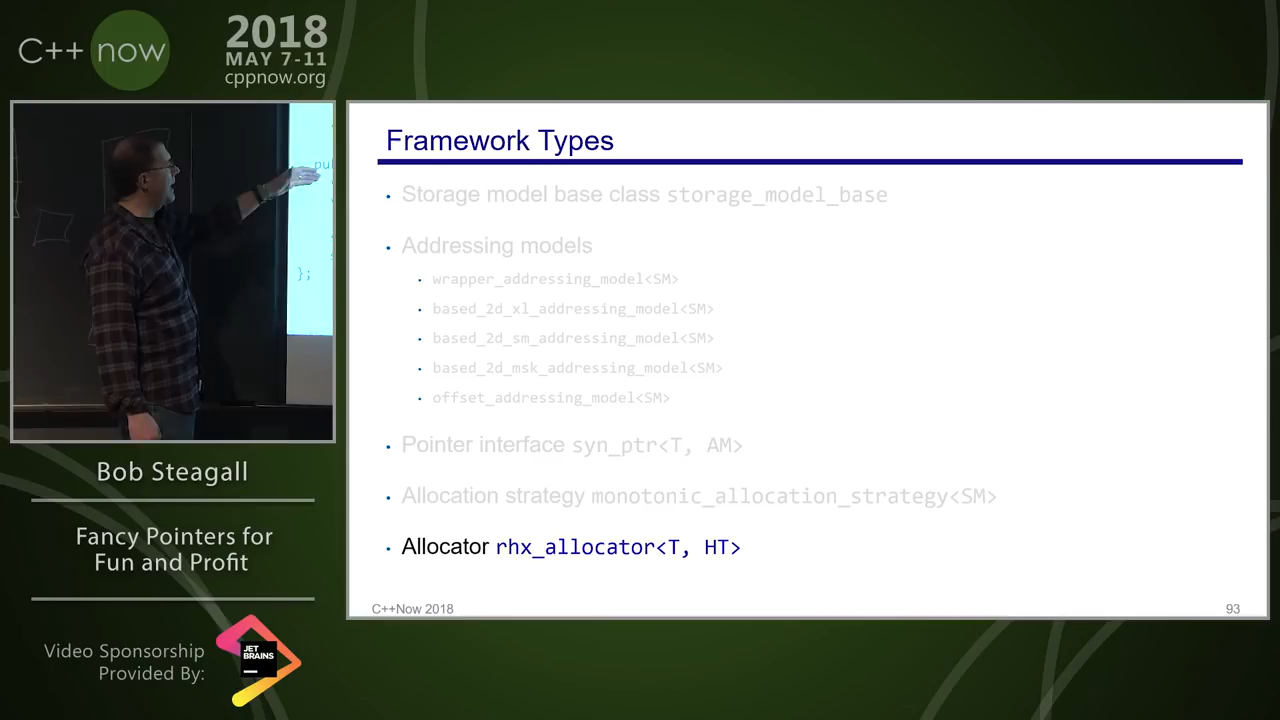 C++ now
2018
MAY 7-11
cppnow.org
};
Bob Steagall
Fancy Pointers for
Fun and Profit
Video Sponsorship
Provided By:
JET
BRAINS
Framework Types
• Storage model base class storage_model_base
• Addressing models
• wrapper_addressing_model<SM>
• based_2d_xl_addressing_model<SM>
• based_2d_sm_addressing_model<SM>
• based_2d_msk_addressing_model<SM>
• offset_addressing_model<SM>
• Pointer interface syn_ptr<T, AM>
• Allocation strategy monotonic_allocation_strategy<SM>
• Allocator rhx_allocator<T, HT>
C++Now 2018
93